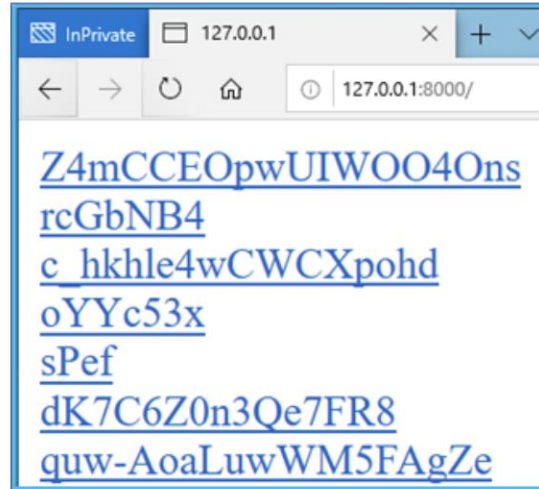 InPrivate
127.0.0.1
127.0.0.1:8000/
Z4mCCEOpwUIWOO4Ons
rcGbNB4
c_hkhle4wCWCXpohd
oYYc53x
sPef
dK7C6Z0n3Qe7FR8
quw-AoaLuwWM5FAgZe